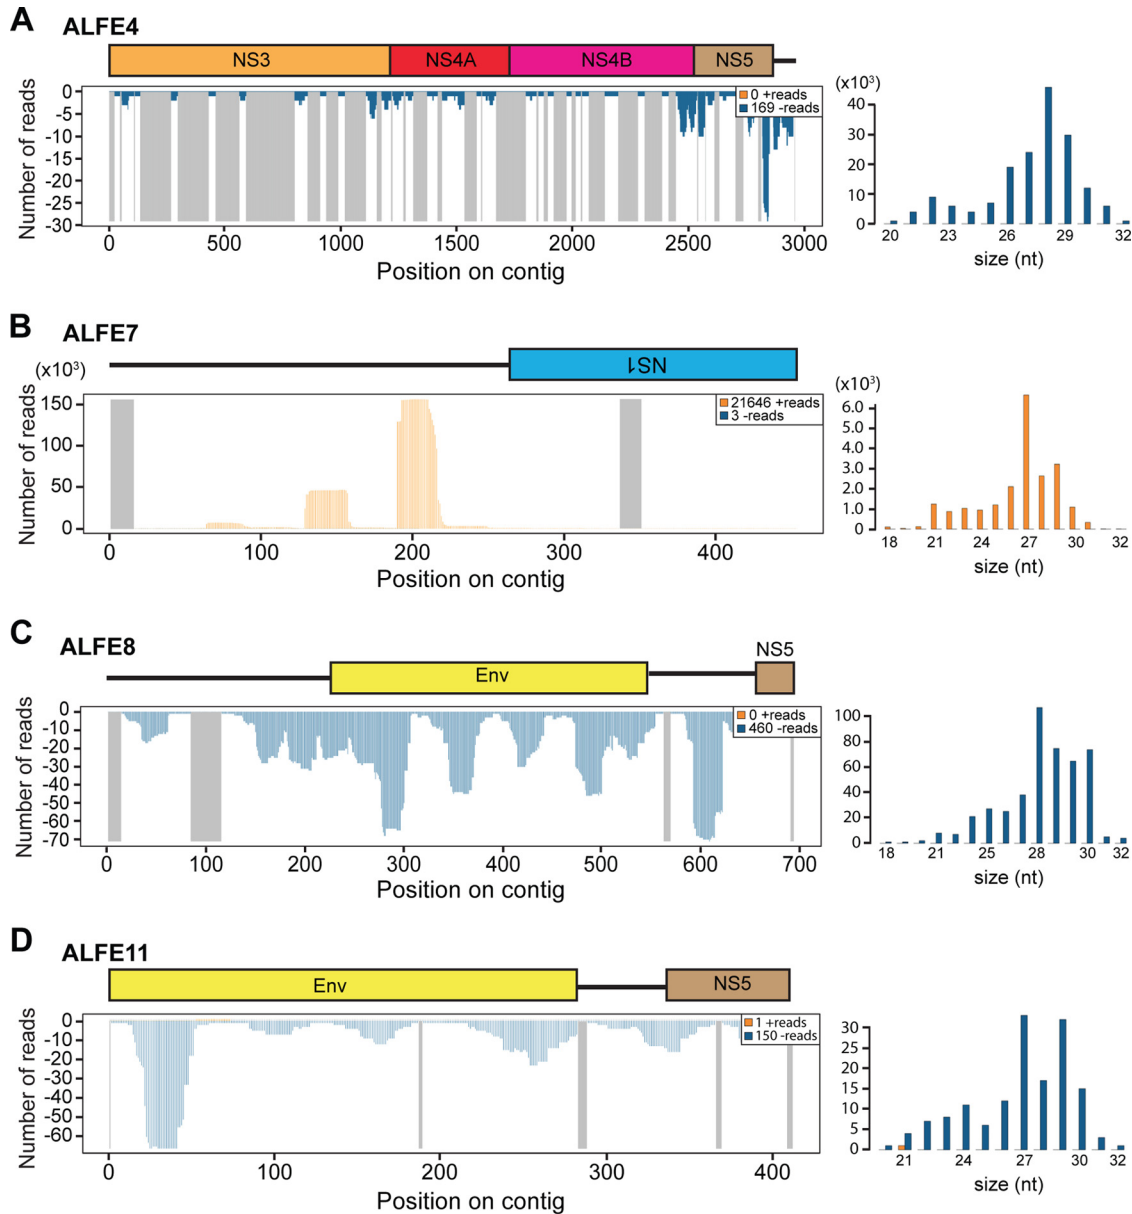 A
ALFE4
NS3 NS4A NS4B NS5
Number of reads
0
-5
-10
-15
-20
-25
-30
0 +reads
169 -reads
0 500 1000 1500 2000 2500 3000
Position on contig
(x10³)
40
30
20
10
0
20 23 26 29 32
size (nt)
B
ALFE7
(x10³)
NS1
Number of reads
150
100
50
0
21646 +reads
3 -reads
0 100 200 300 400
Position on contig
(x10³)
6.0
5.0
4.0
3.0
2.0
1.0
0
18 21 24 27 30 32
size (nt)
C
ALFE8
Env
NS5
Number of reads
0
-10
-20
-30
-40
-50
-60
-70
0 +reads
460 -reads
0 100 200 300 400 500 600 700
Position on contig
100
80
60
40
20
0
18 21 25 28 30 32
size (nt)
D
ALFE11
Env NS5
Number of reads
0
-10
-20
-30
-40
-50
-60
1 +reads
150 -reads
0 100 200 300 400
Position on contig
30
25
20
15
10
5
0
21 24 27 30 32
size (nt)